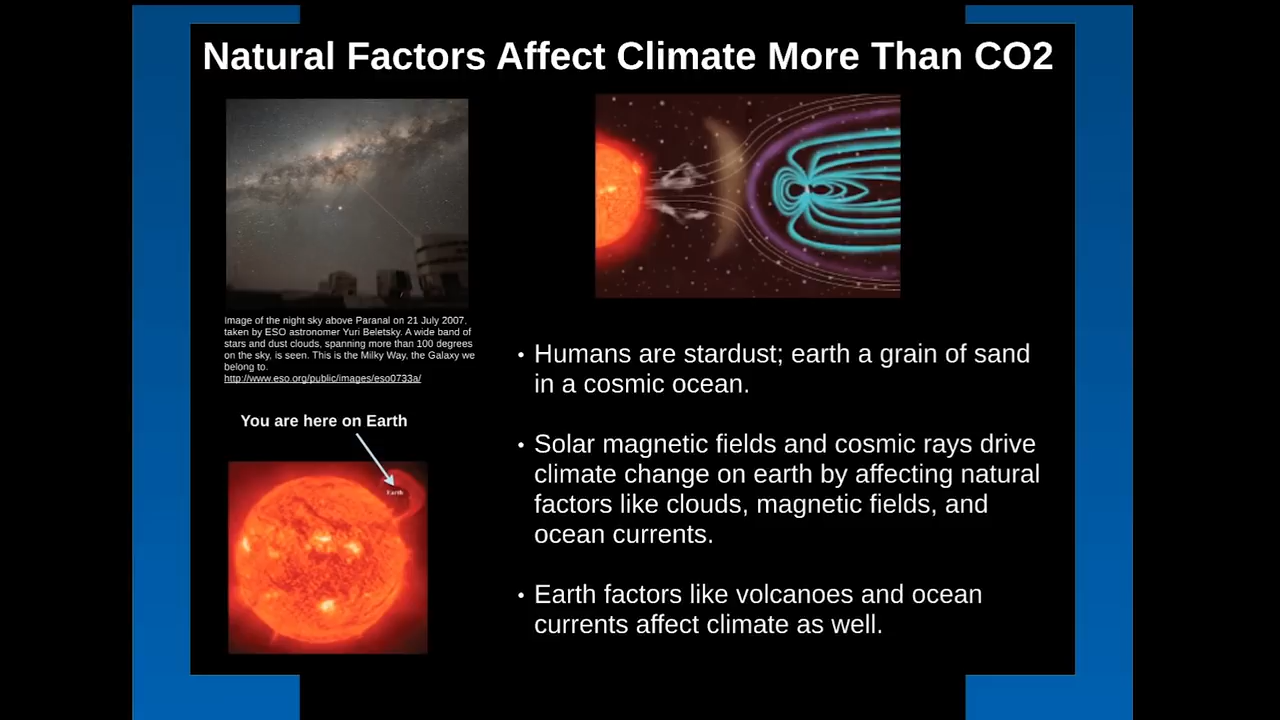 Natural Factors Affect Climate More Than CO2
Image of the night sky above Paranal on 21 July 2007,
taken by ESO astronomer Yuri Beletsky. A wide band of
stars and dust clouds, spanning more than 100 degrees
on the sky, is seen. This is the Milky Way, the Galaxy we
belong to.
http://www.eso.org/public/images/eso0733a/
You are here on Earth
Earth
• Humans are stardust; earth a grain of sand
in a cosmic ocean.
• Solar magnetic fields and cosmic rays drive
climate change on earth by affecting natural
factors like clouds, magnetic fields, and
ocean currents.
• Earth factors like volcanoes and ocean
currents affect climate as well.